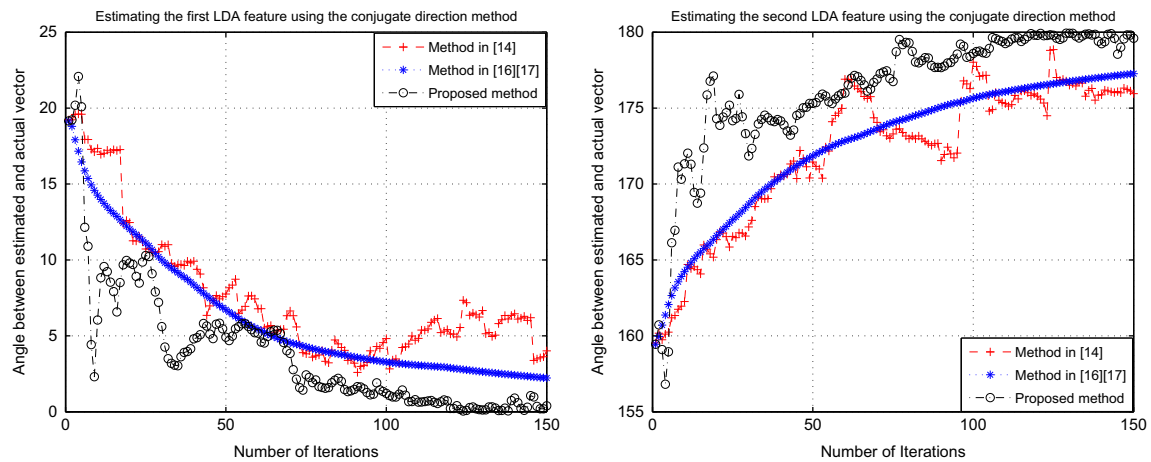 Estimating the first LDA feature using the conjugate direction method
25
20
15
10
5
0
0
50
100
150
Angle between estimated and actual vector
Number of Iterations
Method in [14]
Method in [16][17]
Proposed method
Estimating the second LDA feature using the conjugate direction method
180
175
170
165
160
155
0
50
100
150
Angle between estimated and actual vector
Number of Iterations
Method in [14]
Method in [16][17]
Proposed method